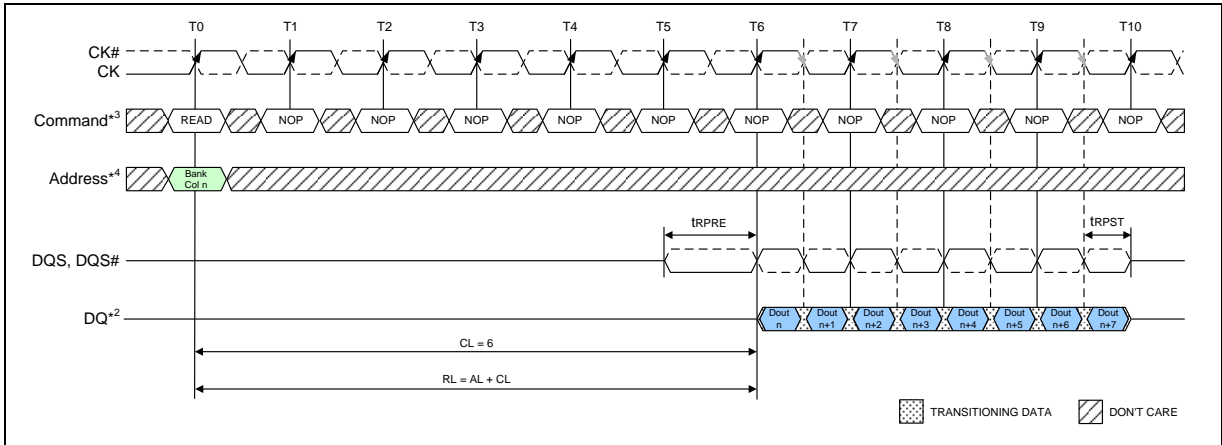 T0 T1 T2 T3 T4 T5 T6 T7 T8 T9 T10
CK#
CK
Command*3 READ NOP NOP NOP NOP NOP NOP NOP NOP NOP NOP
Address*4 Bank
Col n
tRPRE tRPST
DQS, DQS#
DQ*2 Dout Dout Dout Dout Dout Dout Dout Dout
n n+1 n+2 n+3 n+4 n+5 n+6 n+7
CL = 6
RL = AL + CL
TRANSITIONING DATA DON'T CARE